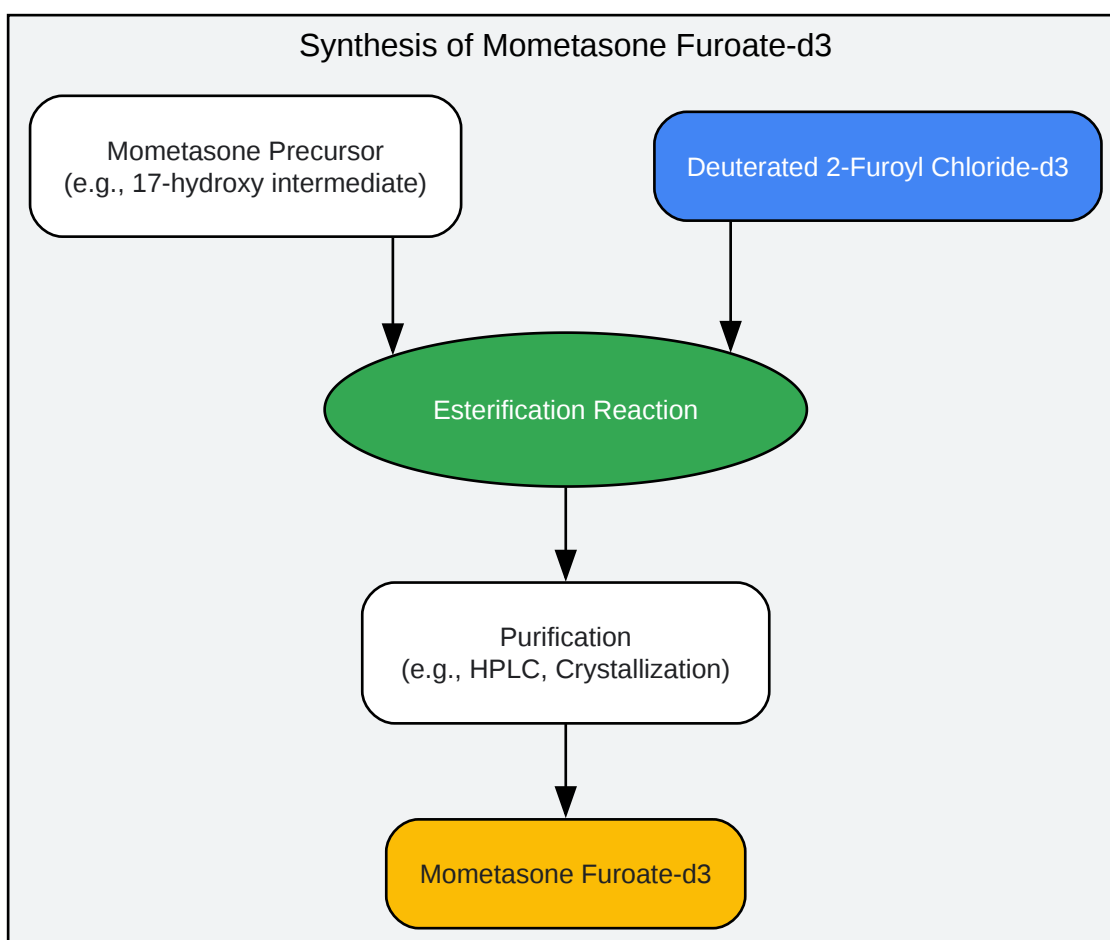 Synthesis of Mometasone Furoate-d3
Mometasone Precursor
(e.g., 17-hydroxy intermediate)
Deuterated 2-Furoyl Chloride-d3
Esterification Reaction
Purification
(e.g., HPLC, Crystallization)
Mometasone Furoate-d3